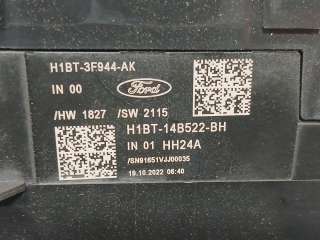 H1BT-3F944-AK
Ford
IN 00
/HW 1827 /SW 2115
H1BT-14B522-BH
IN 01 HH24A
/SN91651VJJ00035
19.10.2022 06:40